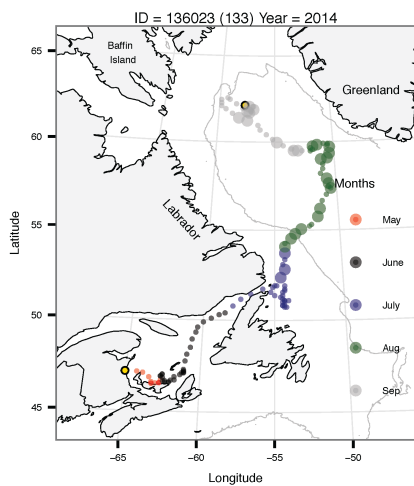 ID = 136023 (133) Year = 2014
65
60
55
50
45
Latitude
Baffin
Island
Greenland
Labrador
Months
May
June
July
Aug
Sep
−65
−60
−55
−50
Longitude